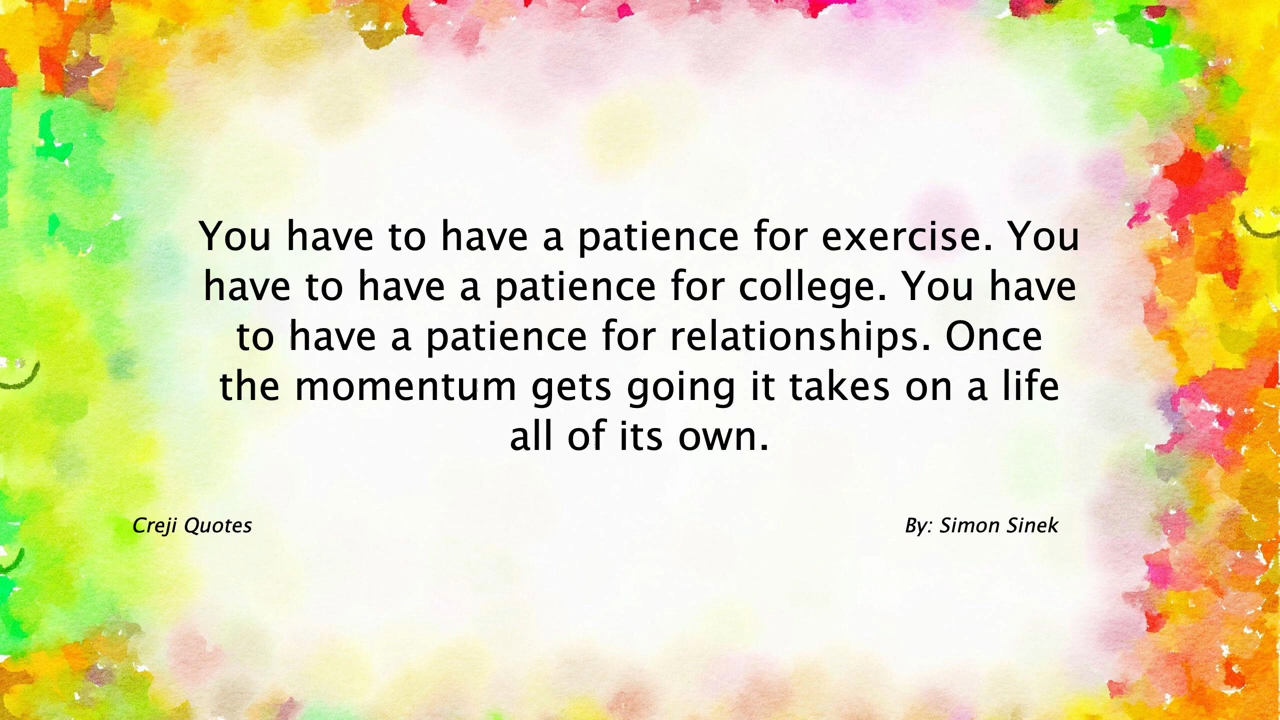 You have to have a patience for exercise. You
have to have a patience for college. You have
to have a patience for relationships. Once
the momentum gets going it takes on a life
all of its own.
Creji Quotes
By: Simon Sinek